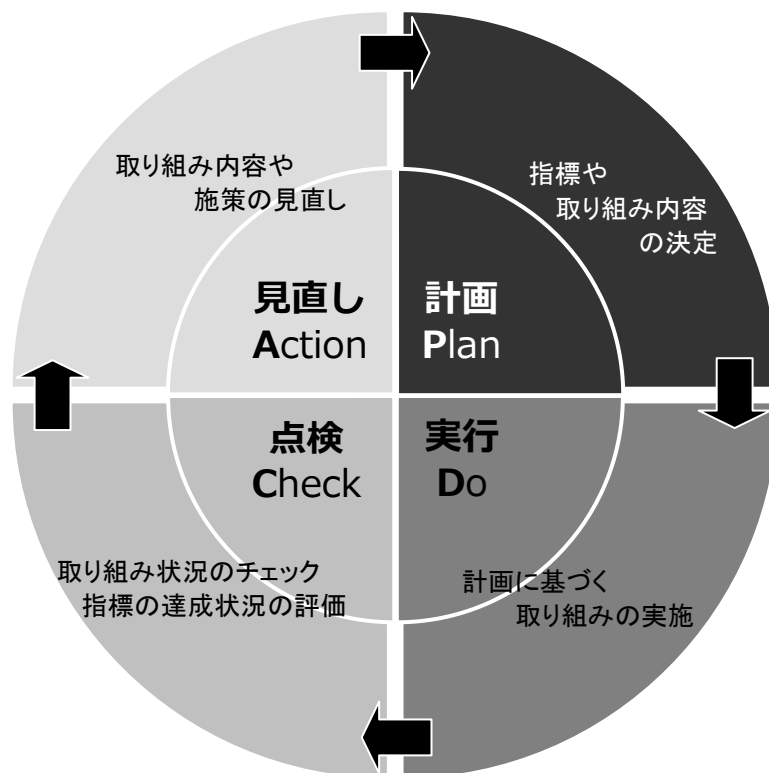 取り組み内容や
施策の見直し
指標や
取り組み内容
の決定
見直し
Action
計画
Plan
点検
Check
実行
Do
取り組み状況のチェック
指標の達成状況の評価
計画に基づく
取り組みの実施